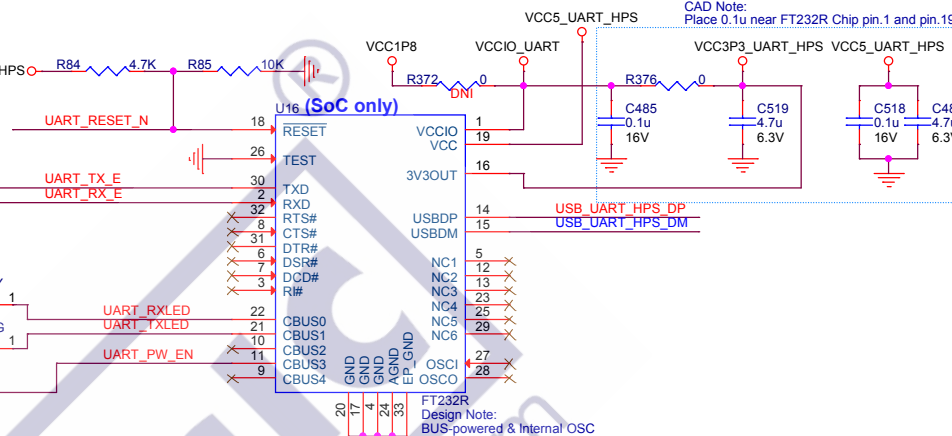 CAD Note:
Place 0.1u near FT232R Chip pin.1 and pin.19
VCC5_UART_HPS
VCC1P8
VCCIO_UART
VCC3P3_UART_HPS
VCC5_UART_HPS
HPS
R84
4.7K
R85
10K
R372
0
DNI
R376
0
U16
(SoC only)
C485
0.1u
16V
C519
4.7u
6.3V
C518
0.1u
16V
C48
4.7u
6.3V
UART_RESET_N
18
RESET
VCCIO
1
VCC
19
26
TEST
3V3OUT
16
UART_TX_E
30
TXD
UART_RX_E
2
RXD
32
RTS#
USBDP
14
USB_UART_HPS_DP
8
CTS#
USBDM
15
USB_UART_HPS_DM
31
DTR#
6
DSR#
NC1
5
7
DCD#
NC2
12
3
RI#
NC3
13
NC4
23
1
UART_RXLED
22
CBUS0
NC5
25
G
1
UART_TXLED
21
CBUS1
NC6
29
10
CBUS2
UART_PW_EN
11
CBUS3
OSCI
27
9
CBUS4
OSCO
28
GND
GND
GND
AGND
EP_GND
20
17
4
24
33
FT232R
Design Note:
BUS-powered & Internal OSC